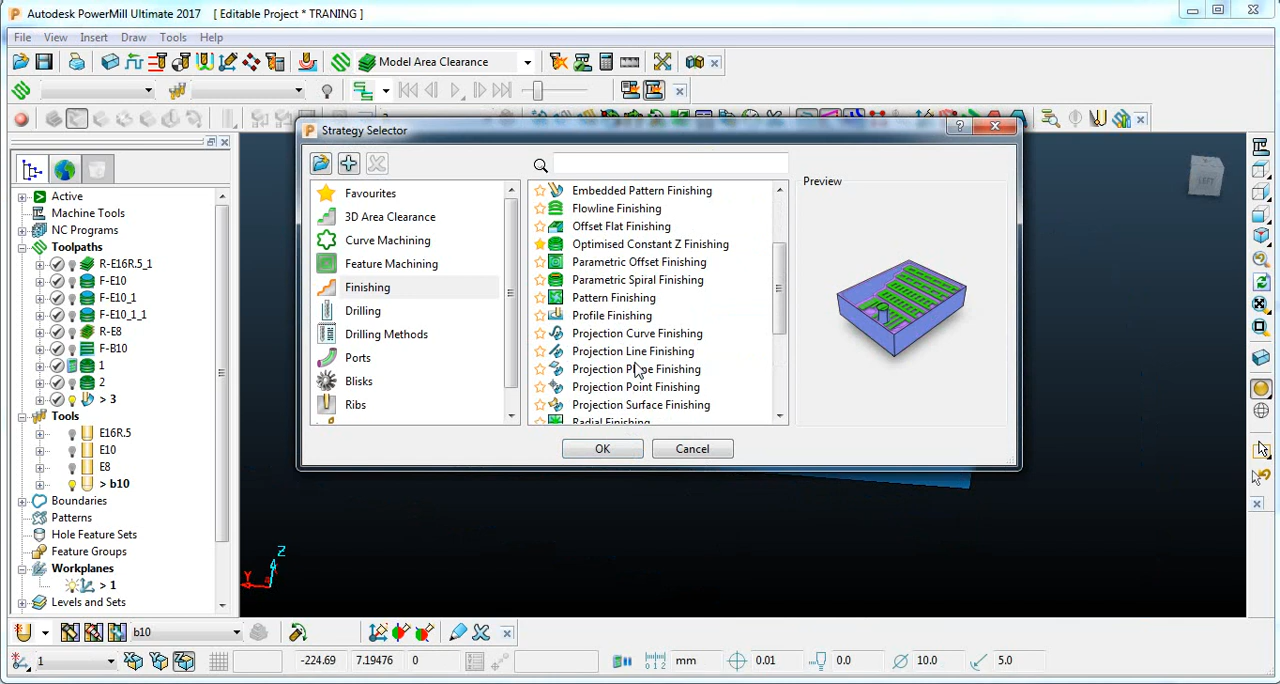 Autodesk PowerMill Ultimate 2017 [ Editable Project * TRANING ]
File View Insert Draw Tools Help
Model Area Clearance
Strategy Selector
Preview
Favourites
3D Area Clearance
Curve Machining
Feature Machining
Finishing
Drilling
Drilling Methods
Ports
Blisks
Ribs
Embedded Pattern Finishing
Flowline Finishing
Offset Flat Finishing
Optimised Constant Z Finishing
Parametric Offset Finishing
Parametric Spiral Finishing
Pattern Finishing
Profile Finishing
Projection Curve Finishing
Projection Line Finishing
Projection Plane Finishing
Projection Point Finishing
Projection Surface Finishing
Radial Finishing
OK Cancel
LEFT
Active
Machine Tools
NC Programs
Toolpaths
R-E16R.5_1
F-E10
F-E10_1
F-E10_1_1
R-E8
F-B10
1
2
> 3
Tools
E16R.5
E10
E8
> b10
Boundaries
Patterns
Hole Feature Sets
Feature Groups
Workplanes
> 1
Levels and Sets
Z
Y
b10
1 -224.69 7.19476 0 mm 0.01 0.0 10.0 5.0